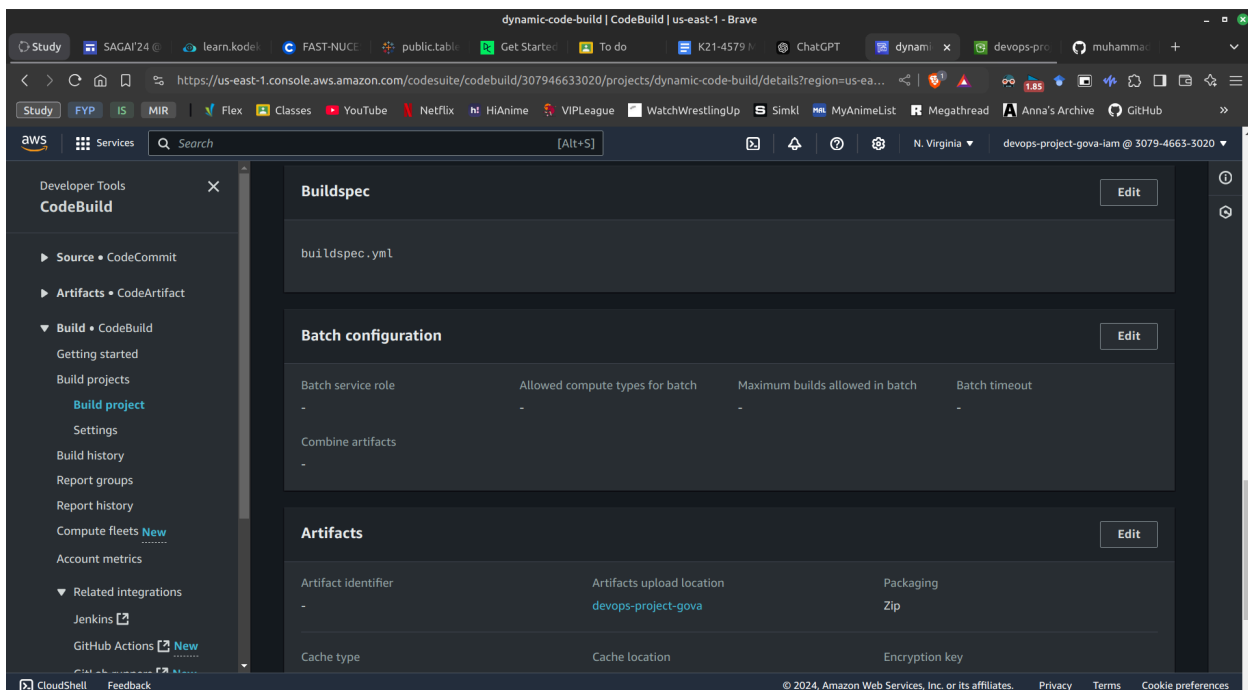 dynamic-code-build | CodeBuild | us-east-1 - Brave
Study SAGAI'24 @ learn.kodek FAST-NUCE public.table Get Started To do K21-4579 ChatGPT dynami devops-pro muhammad
https://us-east-1.console.aws.amazon.com/codesuite/codebuild/307946633020/projects/dynamic-code-build/details?region=us-ea... 1 1.85
Study FYP IS MIR Flex Classes YouTube Netflix h! HiAnime VIPLeague WatchWrestlingUp Simkl MAL MyAnimeList Megathread Anna's Archive GitHub »
aws Services Search [Alt+S] N. Virginia ▼ devops-project-gova-iam @ 3079-4663-3020 ▼
Developer Tools
CodeBuild
Source • CodeCommit
Artifacts • CodeArtifact
Build • CodeBuild
Getting started
Build projects
Build project
Settings
Build history
Report groups
Report history
Compute fleets New
Account metrics
Related integrations
Jenkins
GitHub Actions New
Buildspec Edit
buildspec.yml
Batch configuration Edit
Batch service role Allowed compute types for batch Maximum builds allowed in batch Batch timeout
- - - -
Combine artifacts
-
Artifacts Edit
Artifact identifier Artifacts upload location Packaging
- devops-project-gova Zip
Cache type Cache location Encryption key
CloudShell Feedback © 2024, Amazon Web Services, Inc. or its affiliates. Privacy Terms Cookie preferences